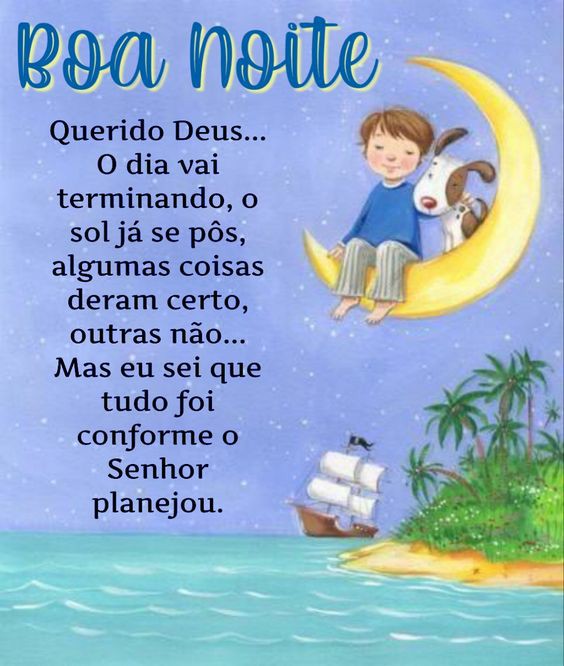 Boa Noite
Querido Deus...
O dia vai
terminando, o
sol já se pôs,
algumas coisas
deram certo,
outras não...
Mas eu sei que
tudo foi
conforme o
Senhor
planejou.